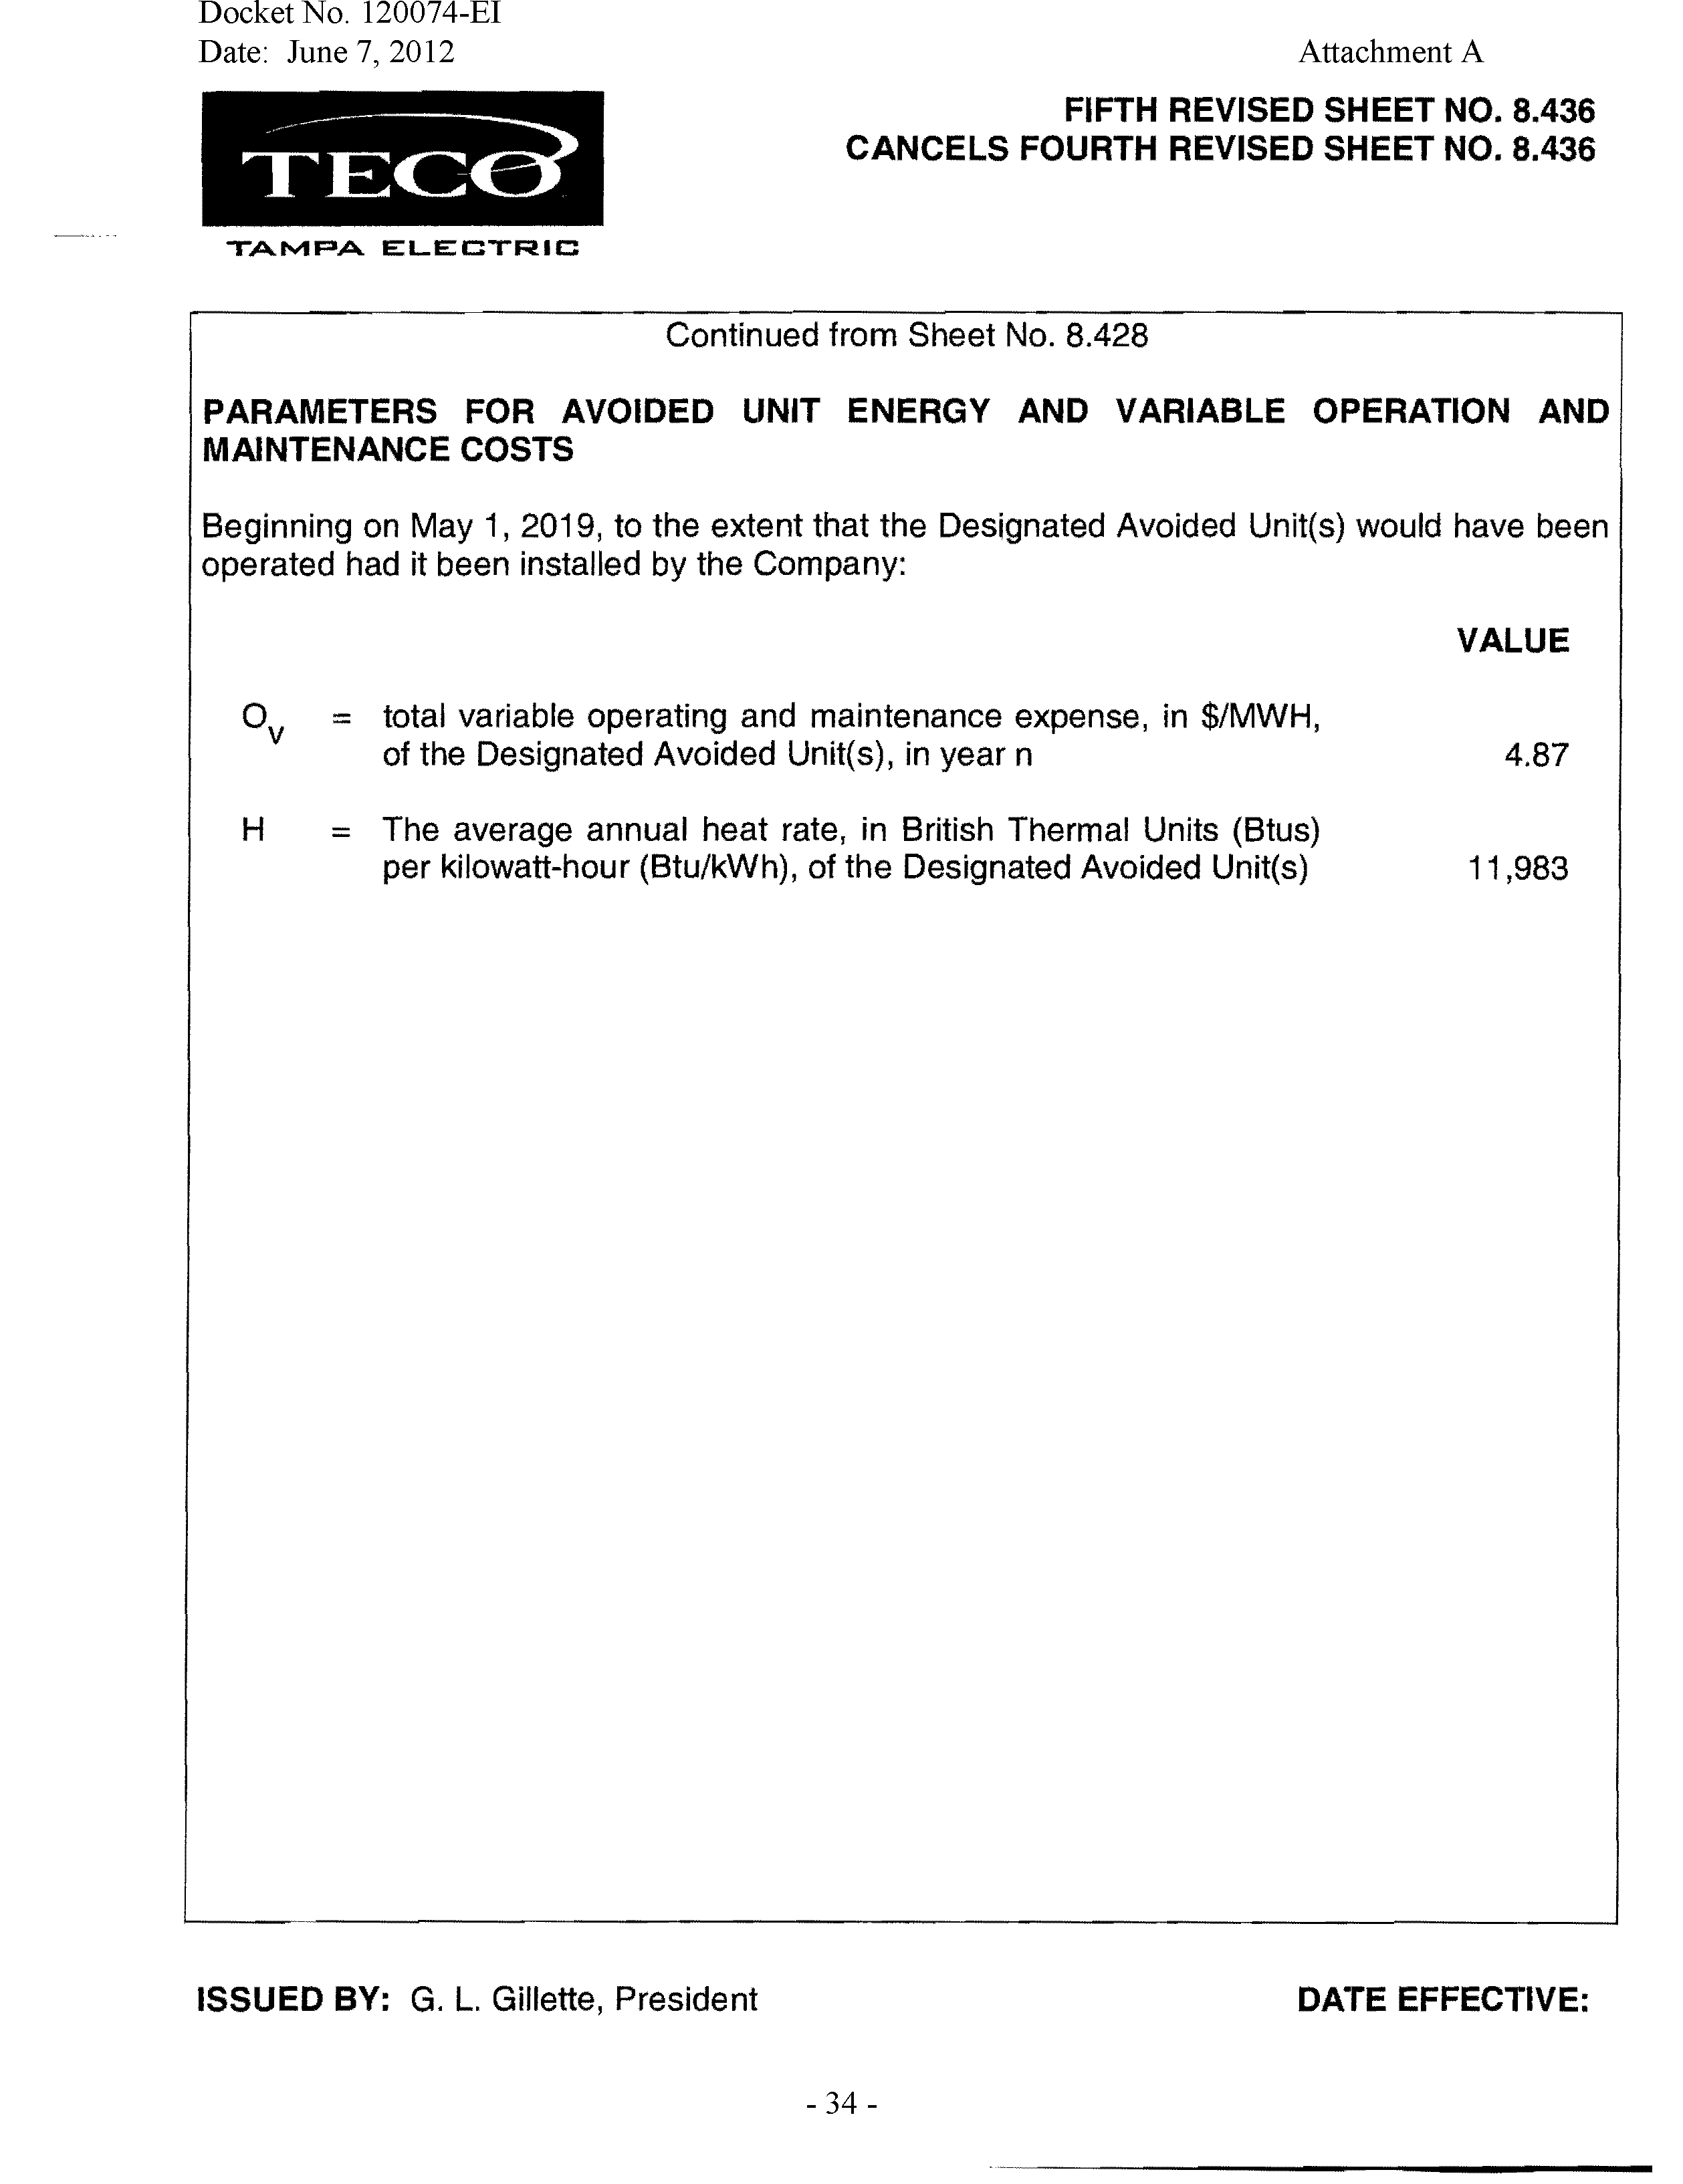 Docket No. 120074-EI
Date: June 7, 2012
Attachment A
FIFTH REVISED SHEET NO. 8.436
CANCELS FOURTH REVISED SHEET NO. 8.436
TECO
TAMPA ELECTRIC
Continued from Sheet No. 8.428
PARAMETERS FOR AVOIDED UNIT ENERGY AND VARIABLE OPERATION AND
MAINTENANCE COSTS
Beginning on May 1, 2019, to the extent that the Designated Avoided Unit(s) would have been
operated had it been installed by the Company:
VALUE
Ov = total variable operating and maintenance expense, in $/MWH,
of the Designated Avoided Unit(s), in year n 4.87
H = The average annual heat rate, in British Thermal Units (Btus)
per kilowatt-hour (Btu/kWh), of the Designated Avoided Unit(s) 11,983
ISSUED BY: G. L. Gillette, President
DATE EFFECTIVE:
- 34 -